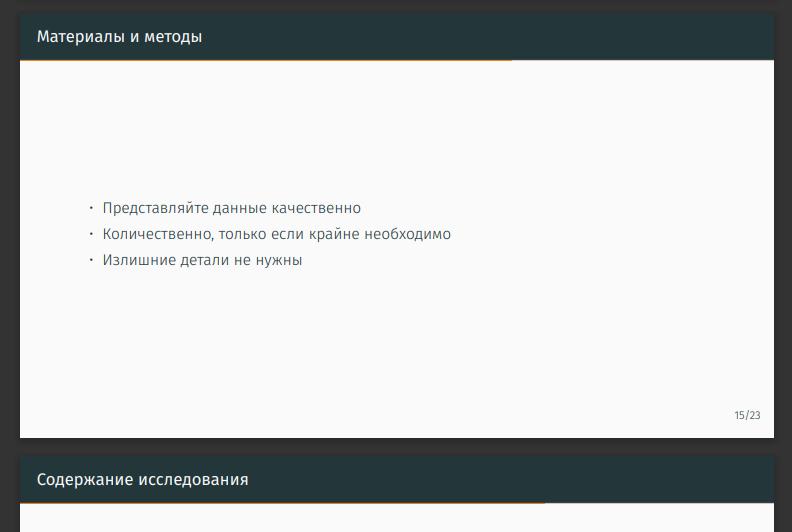 Материалы и методы
• Представляйте данные качественно
• Количественно, только если крайне необходимо
• Излишние детали не нужны
15/23
Содержание исследования